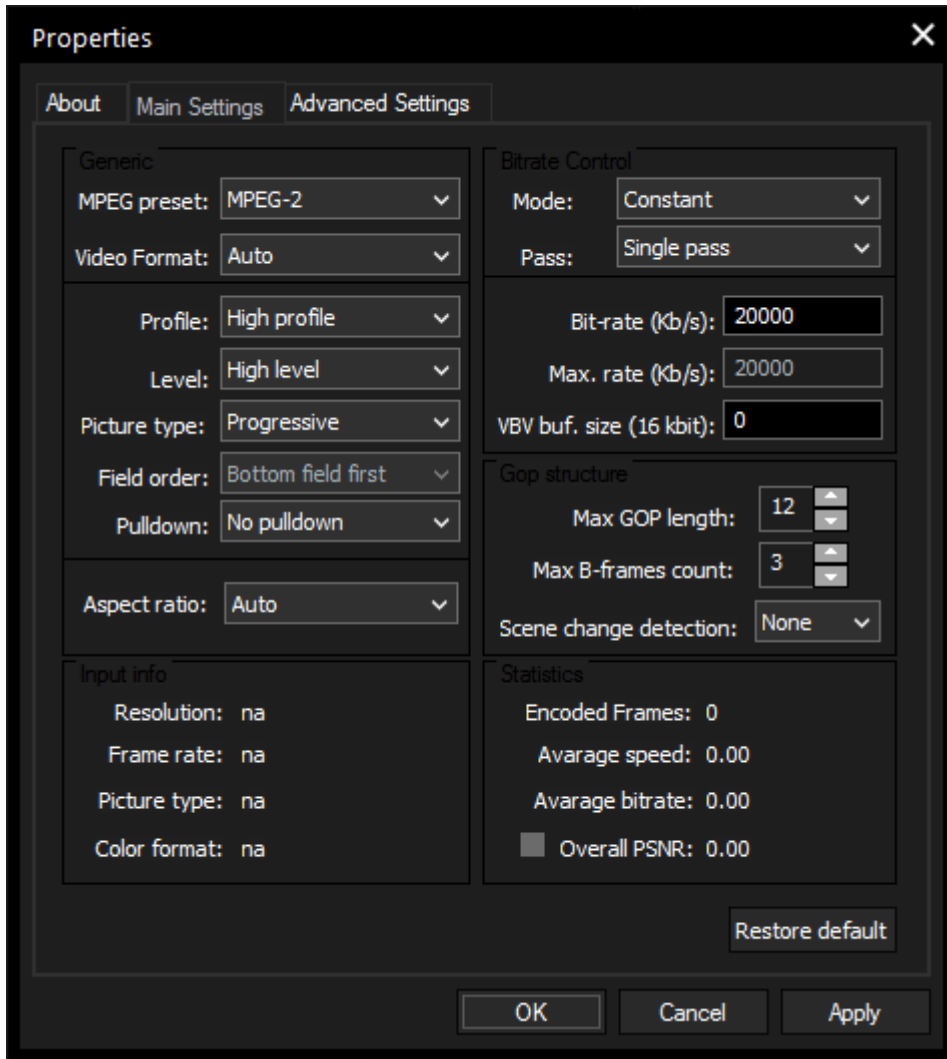 Properties
About Main Settings Advanced Settings
Generic
MPEG preset: MPEG-2
Video Format: Auto
Profile: High profile
Level: High level
Picture type: Progressive
Field order: Bottom field first
Pulldown: No pulldown
Aspect ratio: Auto
Input info
Resolution: na
Frame rate: na
Picture type: na
Color format: na
Bitrate Control
Mode: Constant
Pass: Single pass
Bit-rate (Kb/s): 20000
Max. rate (Kb/s): 20000
VBV buf. size (16 kbit): 0
Gop structure
Max GOP length: 12
Max B-frames count: 3
Scene change detection: None
Statistics
Encoded Frames: 0
Avarage speed: 0.00
Avarage bitrate: 0.00
Overall PSNR: 0.00
Restore default
OK Cancel Apply